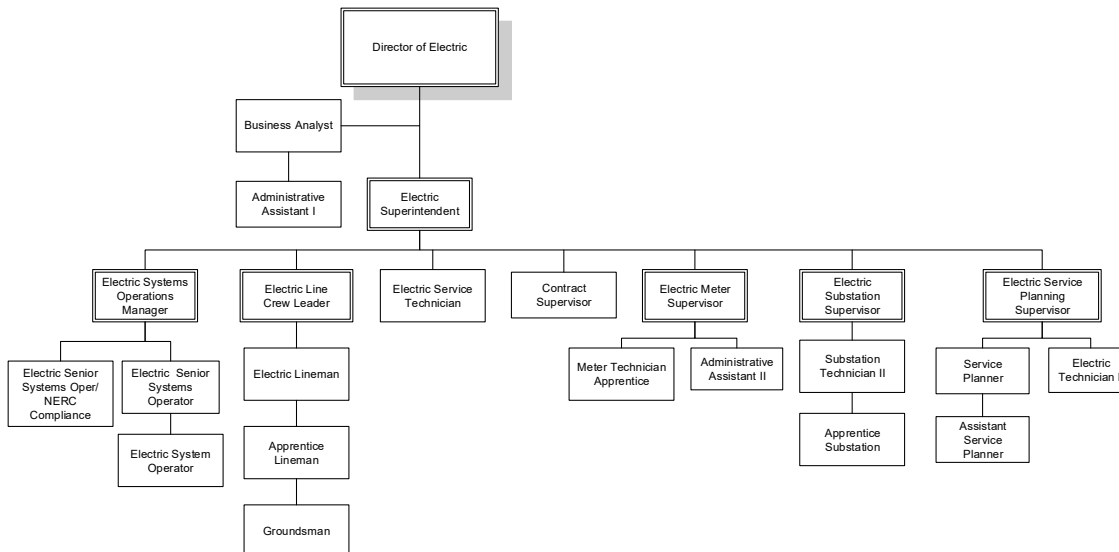 Director of Electric
Business Analyst
Administrative
Assistant I
Electric
Superintendent
Electric Systems
Operations
Manager
Electric Line
Crew Leader
Electric Service
Technician
Contract
Supervisor
Electric Meter
Supervisor
Electric
Substation
Supervisor
Electric Service
Planning
Supervisor
Electric Senior
Systems Oper/
NERC
Compliance
Electric Senior
Systems
Operator
Electric System
Operator
Electric Lineman
Apprentice
Lineman
Groundsman
Meter Technician
Apprentice
Administrative
Assistant II
Substation
Technician II
Apprentice
Substation
Service
Planner
Assistant
Service
Planner
Electric
Technician